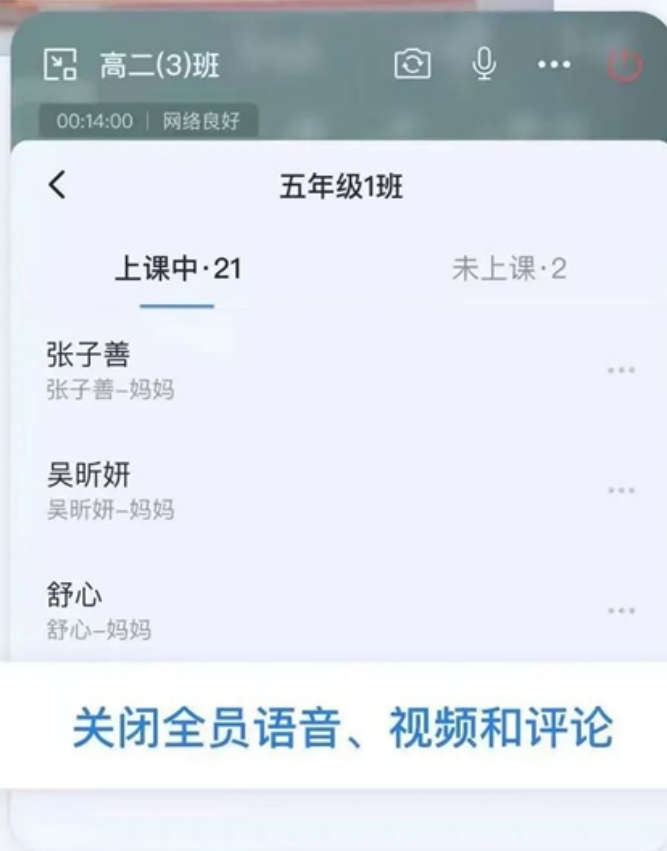 高二(3)班
00:14:00 | 网络良好
五年级1班
上课中·21 未上课·2
张子善
张子善-妈妈
吴昕妍
吴昕妍-妈妈
舒心
舒心-妈妈
关闭全员语音、视频和评论